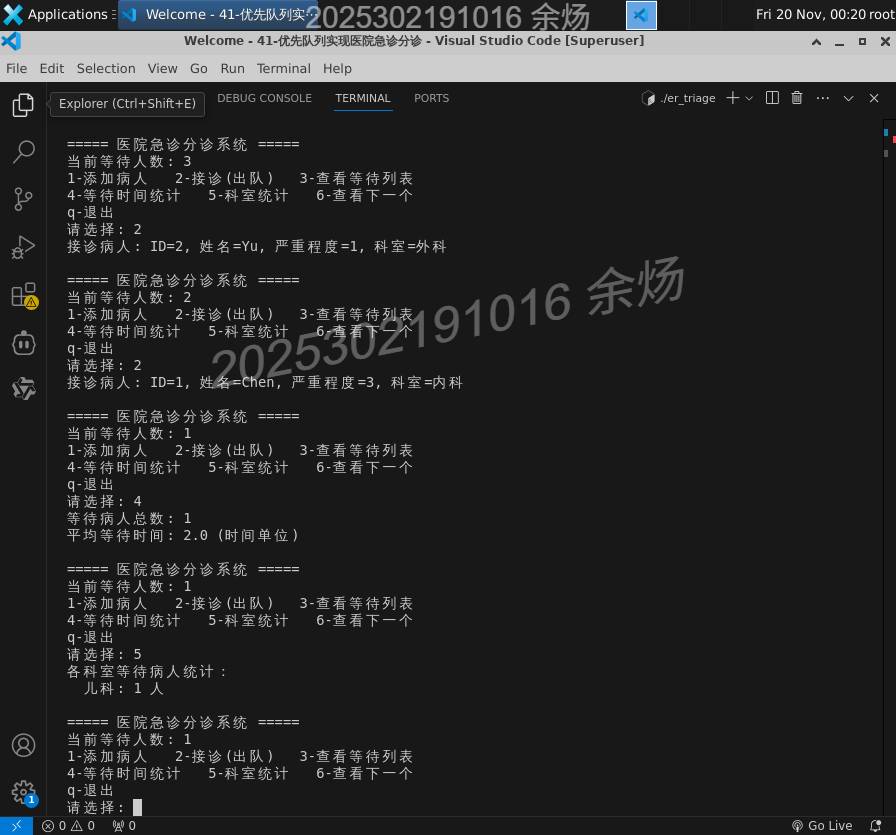 Applications
Welcome - 41-优先队列实⋯
2025302191016 余炀
Fri 20 Nov, 00:20 root
Welcome - 41-优先队列实现医院急诊分诊 - Visual Studio Code [Superuser]
File Edit Selection View Go Run Terminal Help
Explorer (Ctrl+Shift+E)
DEBUG CONSOLE TERMINAL PORTS
./er_triage
===== 医院急诊分诊系统 =====
当前等待人数: 3
1-添加病人 2-接诊(出队) 3-查看等待列表
4-等待时间统计 5-科室统计 6-查看下一个
q-退出
请选择: 2
接诊病人: ID=2, 姓名=Yu, 严重程度=1, 科室=外科
===== 医院急诊分诊系统 =====
当前等待人数: 2
1-添加病人 2-接诊(出队) 3-查看等待列表
4-等待时间统计 5-科室统计 6-查看下一个
q-退出
请选择: 2
接诊病人: ID=1, 姓名=Chen, 严重程度=3, 科室=内科
2025302191016 余炀
===== 医院急诊分诊系统 =====
当前等待人数: 1
1-添加病人 2-接诊(出队) 3-查看等待列表
4-等待时间统计 5-科室统计 6-查看下一个
q-退出
请选择: 4
等待病人总数: 1
平均等待时间: 2.0 (时间单位)
===== 医院急诊分诊系统 =====
当前等待人数: 1
1-添加病人 2-接诊(出队) 3-查看等待列表
4-等待时间统计 5-科室统计 6-查看下一个
q-退出
请选择: 5
各科室等待病人统计：
儿科: 1 人
===== 医院急诊分诊系统 =====
当前等待人数: 1
1-添加病人 2-接诊(出队) 3-查看等待列表
4-等待时间统计 5-科室统计 6-查看下一个
q-退出
请选择:
1
0 0 0
Go Live